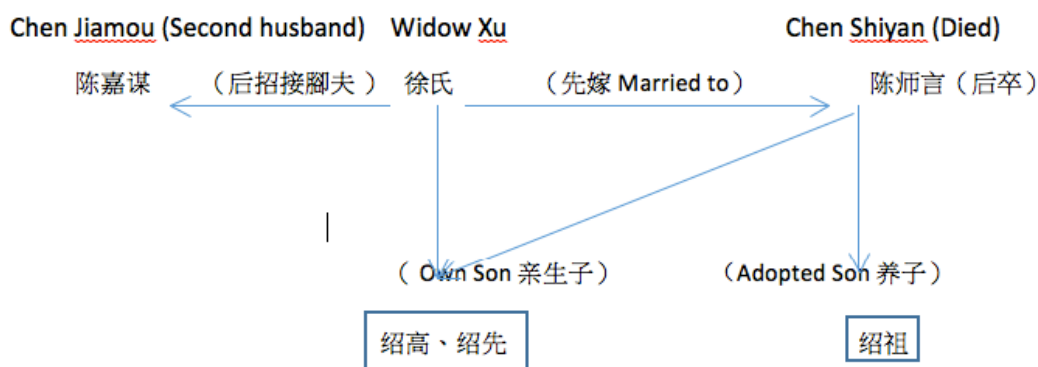 Chen Jiamou (Second husband) Widow Xu Chen Shiyan (Died)
陈嘉谋 （后招接腳夫 ） 徐氏 （先嫁 Married to） 陈师言（后卒）
（ Own Son 亲生子） （Adopted Son 养子）
绍高、绍先 绍祖